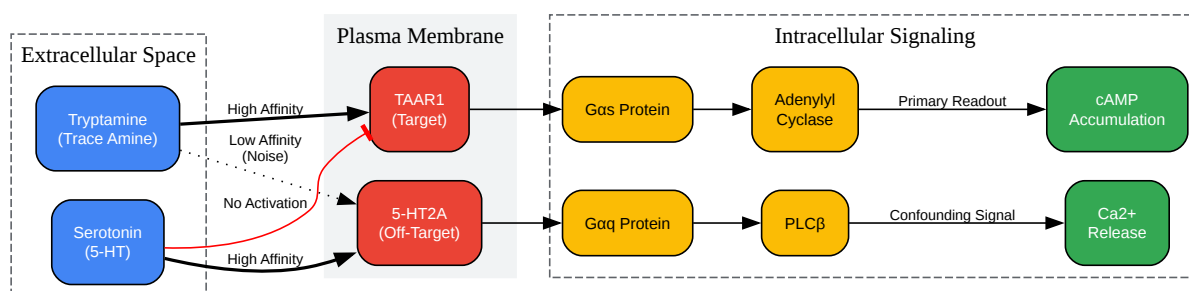 Extracellular Space
Plasma Membrane
Intracellular Signaling
Tryptamine
(Trace Amine)
High Affinity
TAAR1
(Target)
Gαs Protein
Adenylyl
Cyclase
Primary Readout
cAMP
Accumulation
Low Affinity
(Noise)
No Activation
Serotonin
(5-HT)
High Affinity
5-HT2A
(Off-Target)
Gαq Protein
PLCβ
Confounding Signal
Ca2+
Release